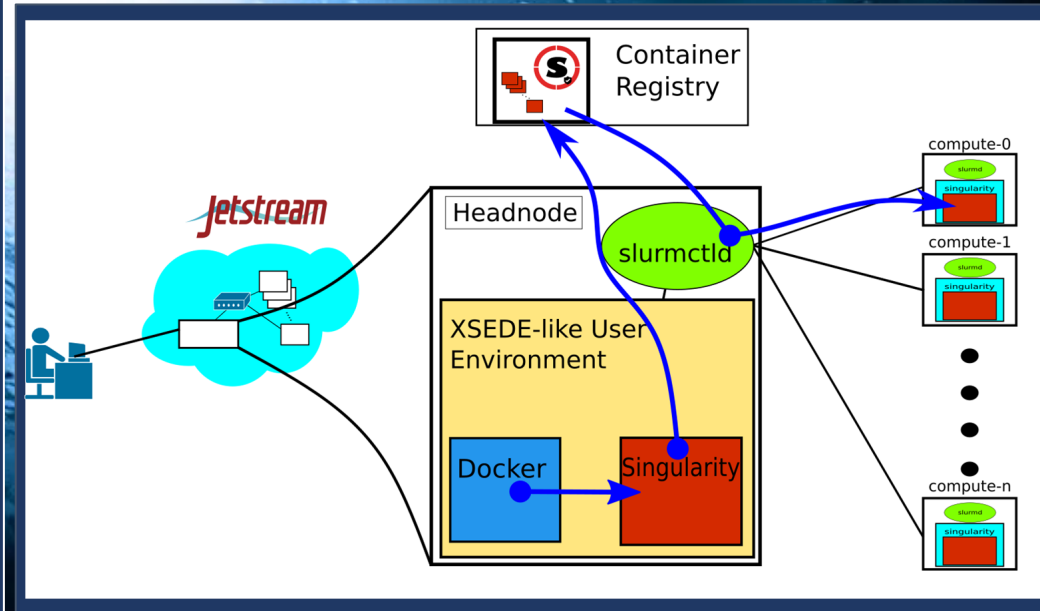 Container
Registry
S
Jetstream
Headnode
slurmctld
XSEDE-like User
Environment
Docker
Singularity
compute-0
slurmd
singularity
compute-1
slurmd
singularity
compute-n
slurmd
singularity